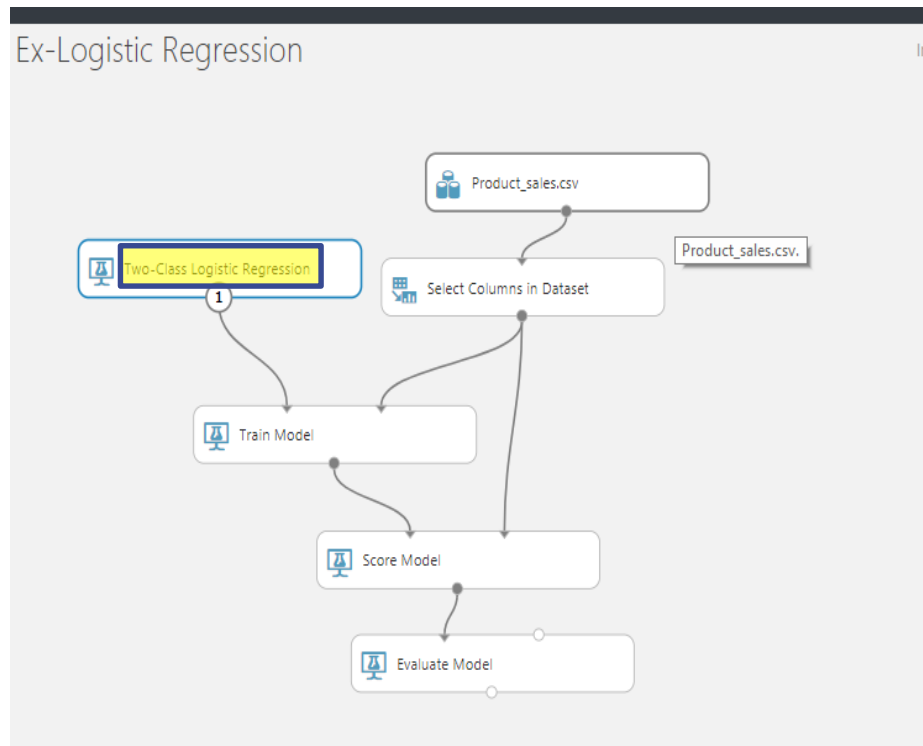 Ex-Logistic Regression
Product_sales.csv
Product_sales.csv.
Two-Class Logistic Regression
1
Select Columns in Dataset
Train Model
Score Model
Evaluate Model